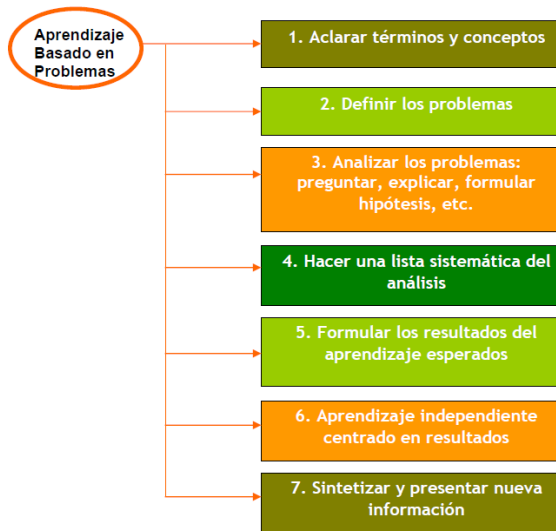 Aprendizaje
Basado en
Problemas
1. Aclarar términos y conceptos
2. Definir los problemas
3. Analizar los problemas:
preguntar, explicar, formular
hipótesis, etc.
4. Hacer una lista sistemática del
análisis
5. Formular los resultados del
aprendizaje esperados
6. Aprendizaje independiente
centrado en resultados
7. Sintetizar y presentar nueva
información